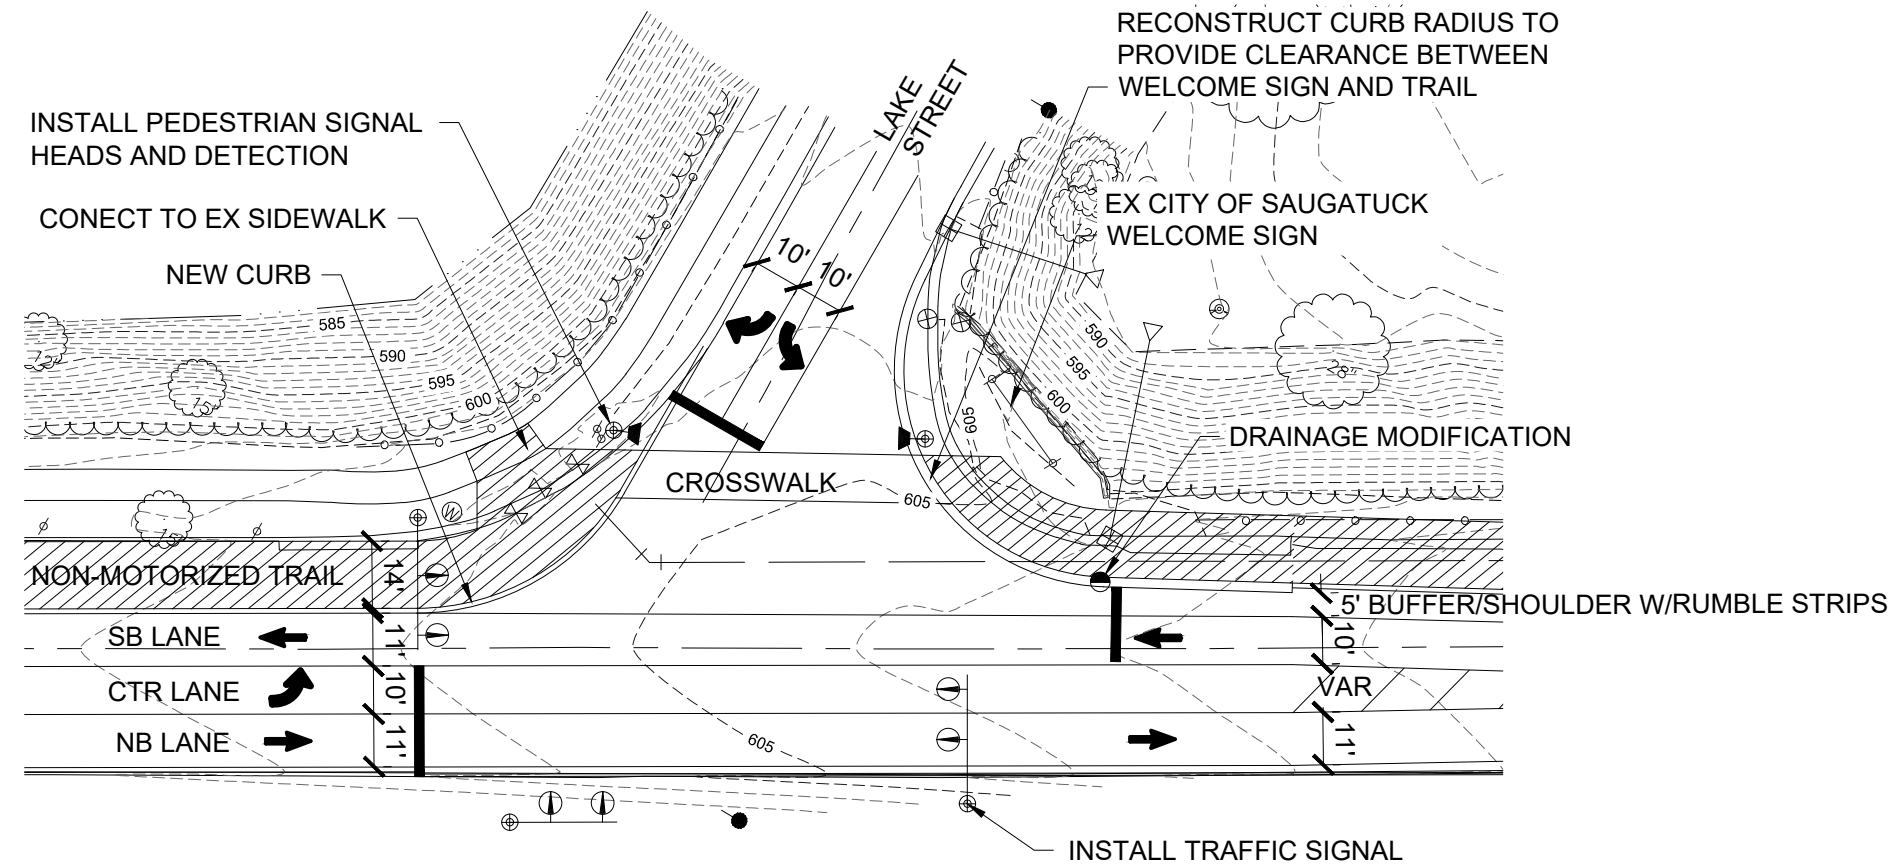 RECONSTRUCT CURB RADIUS TO
PROVIDE CLEARANCE BETWEEN
WELCOME SIGN AND TRAIL
LAKE
STREET
INSTALL PEDESTRIAN SIGNAL
HEADS AND DETECTION
CONECT TO EX SIDEWALK
NEW CURB
EX CITY OF SAUGATUCK
WELCOME SIGN
10'
10'
585
590
595
600
590
595
600
605
28"
15"
W
CROSSWALK
605
DRAINAGE MODIFICATION
NON-MOTORIZED TRAIL
14'
5' BUFFER/SHOULDER W/RUMBLE STRIPS
SB LANE
11'
10'
CTR LANE
10'
VAR
NB LANE
11'
605
11'
INSTALL TRAFFIC SIGNAL